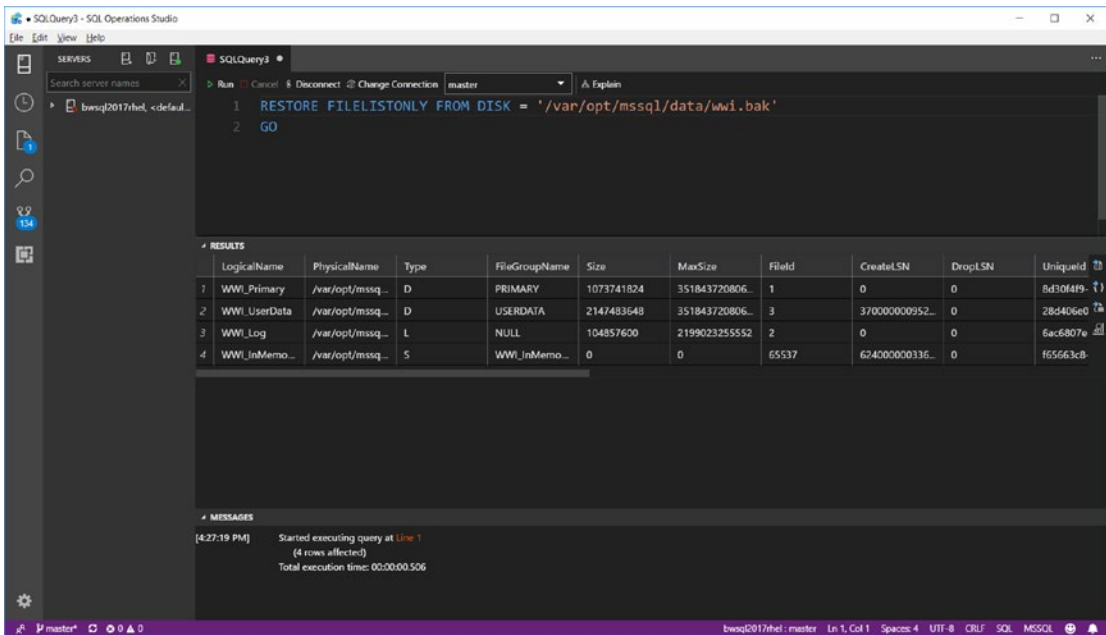 • SQLQuery3 - SQL Operations Studio
File Edit View Help
SERVERS
SQLQuery3 ●
Search server names
Run Cancel Disconnect Change Connection master Explain
bwsql2017rhel, <defaul...
1 RESTORE FILELISTONLY FROM DISK = '/var/opt/mssql/data/wwi.bak'
2 GO
1
134
RESULTS
LogicalName PhysicalName Type FileGroupName Size MaxSize FileId CreateLSN DropLSN UniqueId
1 WWI_Primary /var/opt/mssq... D PRIMARY 1073741824 351843720806... 1 0 0 8d30f4f9-
2 WWI_UserData /var/opt/mssq... D USERDATA 2147483648 351843720806... 3 370000000952... 0 28d406e0
3 WWI_Log /var/opt/mssq... L NULL 104857600 2199023255552 2 0 0 6ac6807e
4 WWI_InMemo... /var/opt/mssq... S WWI_InMemo... 0 0 65537 624000000336... 0 f65663c8-
MESSAGES
[4:27:19 PM] Started executing query at Line 1
(4 rows affected)
Total execution time: 00:00:00.506
master* 0 0 bwsql2017rhel : master Ln 1, Col 1 Spaces: 4 UTF-8 CRLF SQL MSSQL